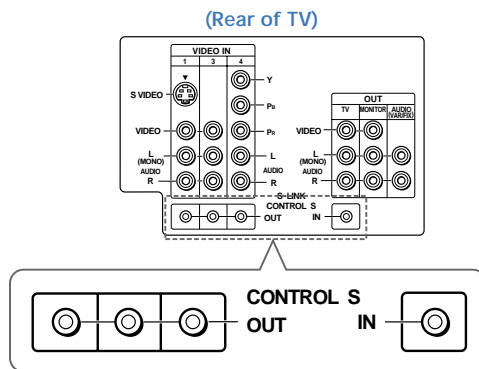 (Rear of TV)
VIDEO IN
1 3 4
S VIDEO
Y
PB
PR
VIDEO
L
(MONO)
AUDIO
R
L
AUDIO
R
OUT
TV MONITOR AUDIO
(VAR/FIX)
VIDEO
L
(MONO)
AUDIO
R
S-LINK
CONTROL S
OUT IN
CONTROL S
OUT IN